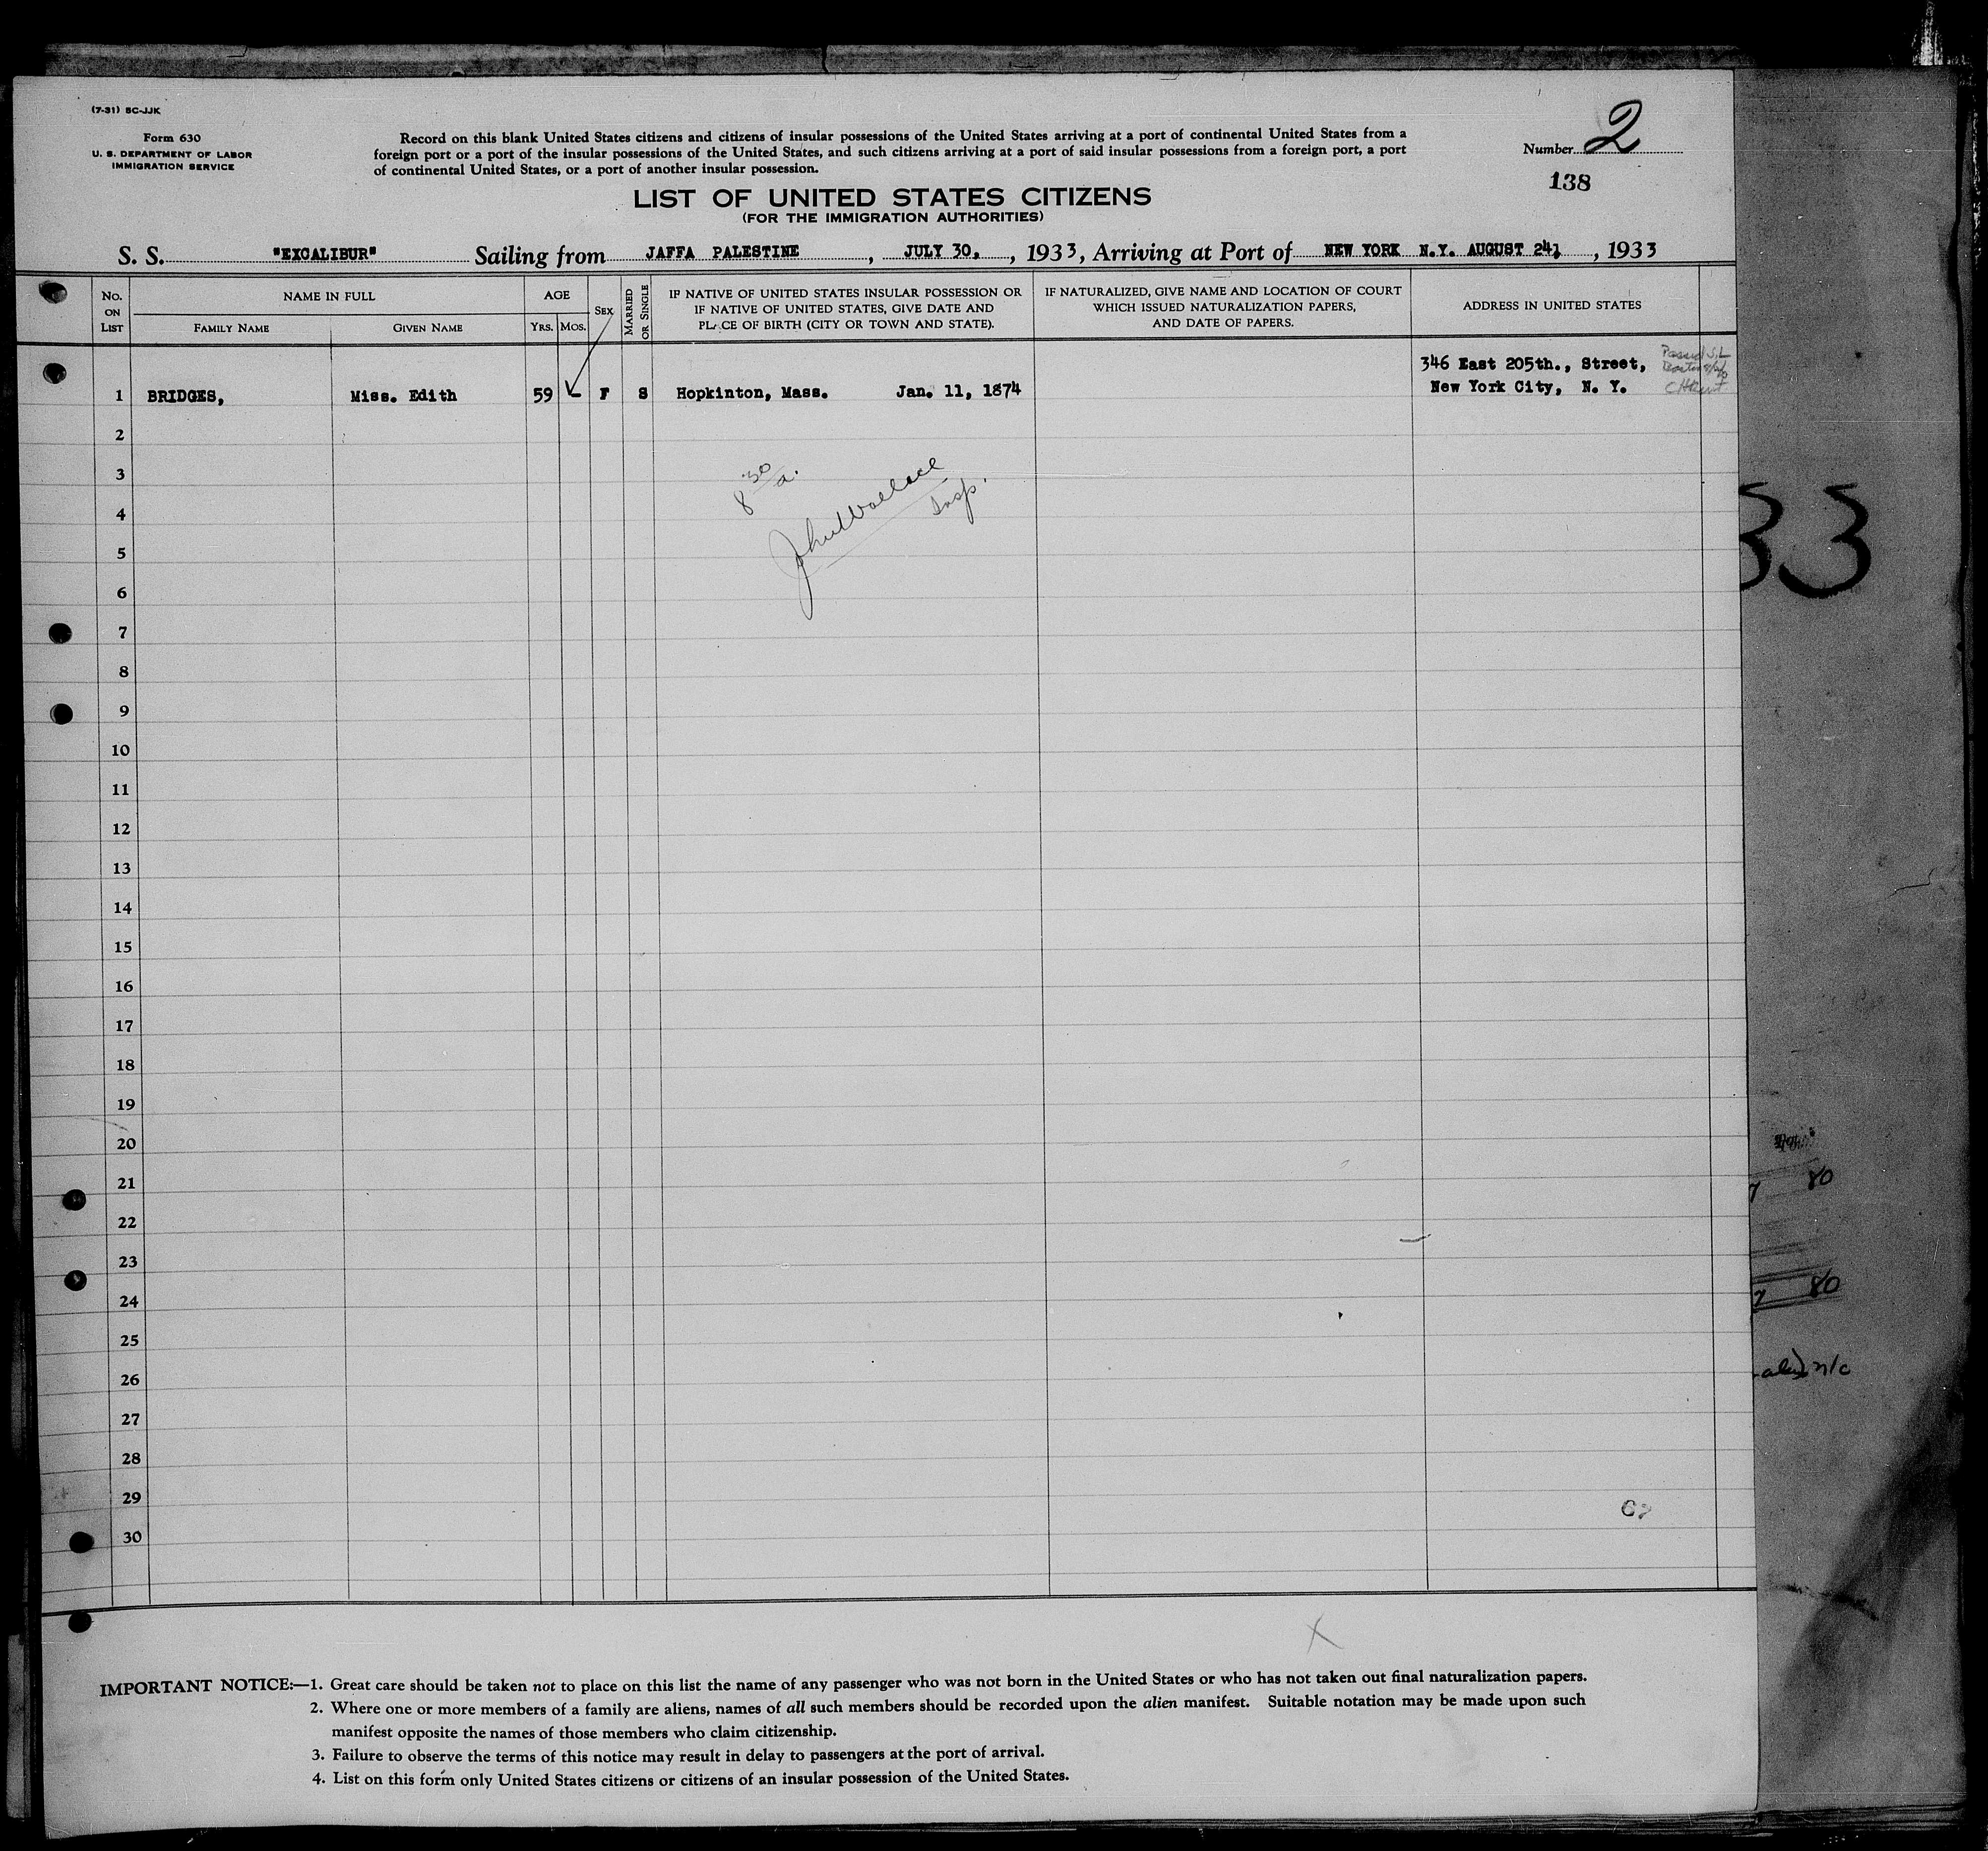 (7-31) SC-JJK
Form 630
U. S. DEPARTMENT OF LABOR
IMMIGRATION SERVICE
Record on this blank United States citizens and citizens of insular possessions of the United States arriving at a port of continental United States from a
foreign port or a port of the insular possessions of the United States, and such citizens arriving at a port of said insular possessions from a foreign port, a port
of continental United States, or a port of another insular possession.
Number 2
138
LIST OF UNITED STATES CITIZENS
(FOR THE IMMIGRATION AUTHORITIES)
S. S. "EXCALIBUR" Sailing from JAFFA PALESTINE, JULY 30, , 1933, Arriving at Port of NEW YORK N.Y. AUGUST 24, , 1933
No. ON LIST
NAME IN FULL
FAMILY NAME
GIVEN NAME
AGE
YRS. MOS.
SEX
MARRIED OR SINGLE
IF NATIVE OF UNITED STATES INSULAR POSSESSION OR
IF NATIVE OF UNITED STATES, GIVE DATE AND
PLACE OF BIRTH (CITY OR TOWN AND STATE).
IF NATURALIZED, GIVE NAME AND LOCATION OF COURT
WHICH ISSUED NATURALIZATION PAPERS,
AND DATE OF PAPERS.
ADDRESS IN UNITED STATES
346 East 205th., Street,
1 BRIDGES, Miss. Edith 59 F S Hopkinton, Mass. Jan. 11, 1874 New York City, N. Y.
Passed
2
3
8 30 a.
4
John Wallace
Insp.
5
6
7
8
9
10
11
12
13
14
15
16
17
18
19
20
21
22
23
24
25
26
27
28
29
30
33
80
80
n/c
IMPORTANT NOTICE:—1. Great care should be taken not to place on this list the name of any passenger who was not born in the United States or who has not taken out final naturalization papers.
2. Where one or more members of a family are aliens, names of all such members should be recorded upon the alien manifest. Suitable notation may be made upon such
manifest opposite the names of those members who claim citizenship.
3. Failure to observe the terms of this notice may result in delay to passengers at the port of arrival.
4. List on this form only United States citizens or citizens of an insular possession of the United States.